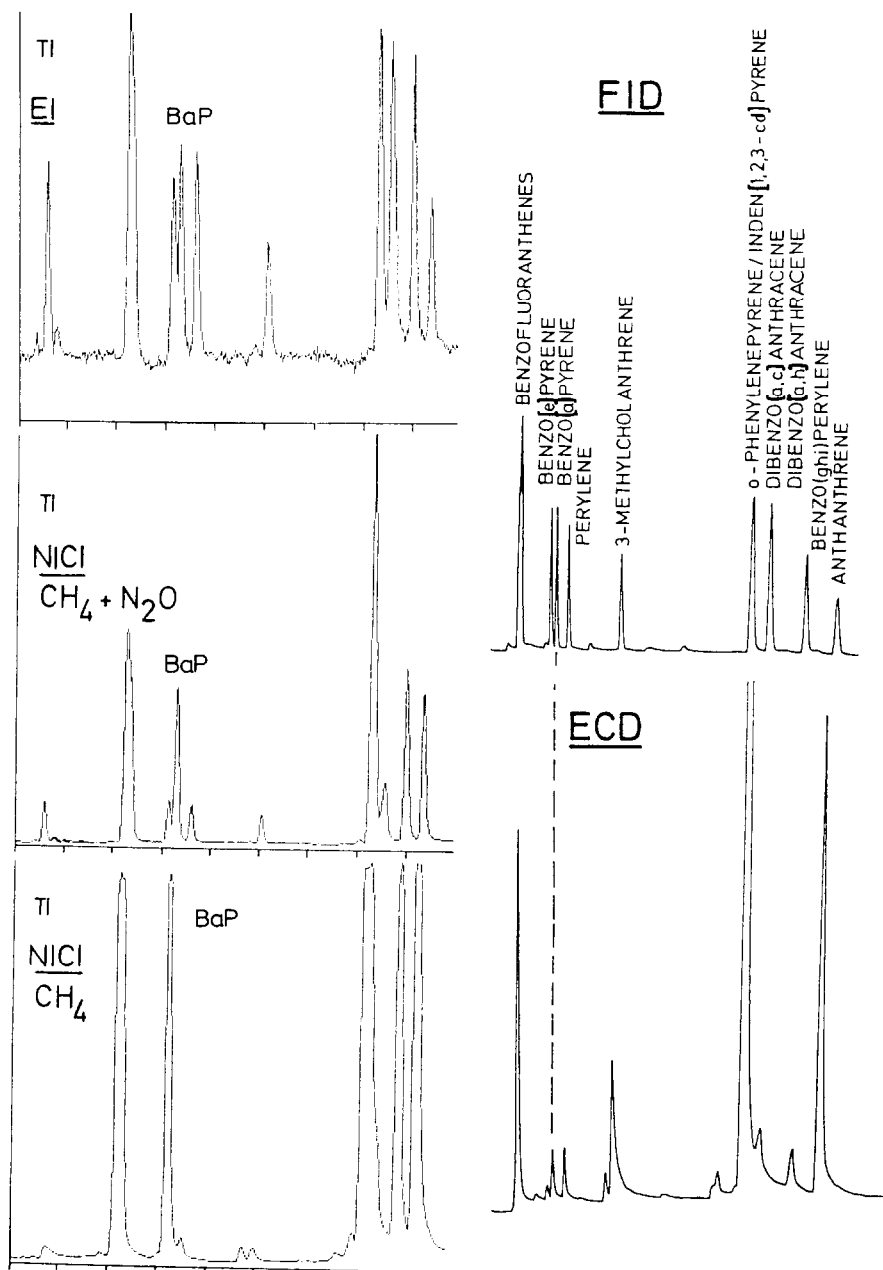 TI
EI
BaP
TI
NICI
CH4 + N2O
BaP
TI
NICI
CH4
BaP
FID
BENZOFLUORANTHENES
BENZO[e]PYRENE
BENZO[a]PYRENE
PERYLENE
3-METHYLCHOLANTHRENE
o-PHENYLENEPYRENE/INDEN[1,2,3-cd]PYRENE
DIBENZO[a,c]ANTHRACENE
DIBENZO[a,h]ANTHRACENE
BENZO(ghi)PERYLENE
ANTHANTHRENE
ECD